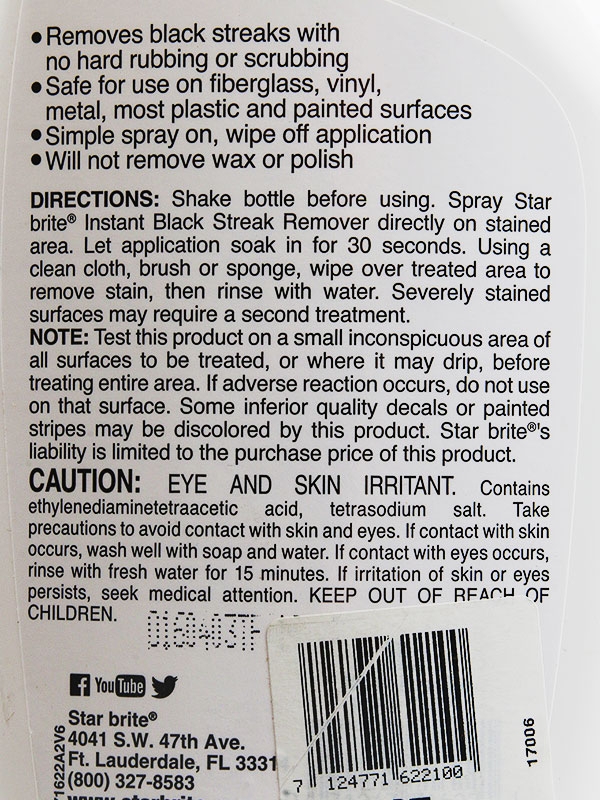 • Removes black streaks with
no hard rubbing or scrubbing
• Safe for use on fiberglass, vinyl,
metal, most plastic and painted surfaces
• Simple spray on, wipe off application
• Will not remove wax or polish
DIRECTIONS: Shake bottle before using. Spray Star
brite® Instant Black Streak Remover directly on stained
area. Let application soak in for 30 seconds. Using a
clean cloth, brush or sponge, wipe over treated area to
remove stain, then rinse with water. Severely stained
surfaces may require a second treatment.
NOTE: Test this product on a small inconspicuous area of
all surfaces to be treated, or where it may drip, before
treating entire area. If adverse reaction occurs, do not use
on that surface. Some inferior quality decals or painted
stripes may be discolored by this product. Star brite®'s
liability is limited to the purchase price of this product.
CAUTION: EYE AND SKIN IRRITANT. Contains
ethylenediaminetetraacetic acid, tetrasodium salt. Take
precautions to avoid contact with skin and eyes. If contact with skin
occurs, wash well with soap and water. If contact with eyes occurs,
rinse with fresh water for 15 minutes. If irritation of skin or eyes
persists, seek medical attention. KEEP OUT OF REACH OF
CHILDREN.
You Tube
Star brite®
4041 S.W. 47th Ave.
Ft. Lauderdale, FL 3331
(800) 327-8583
1622A2V6
7 124771 622100
17006